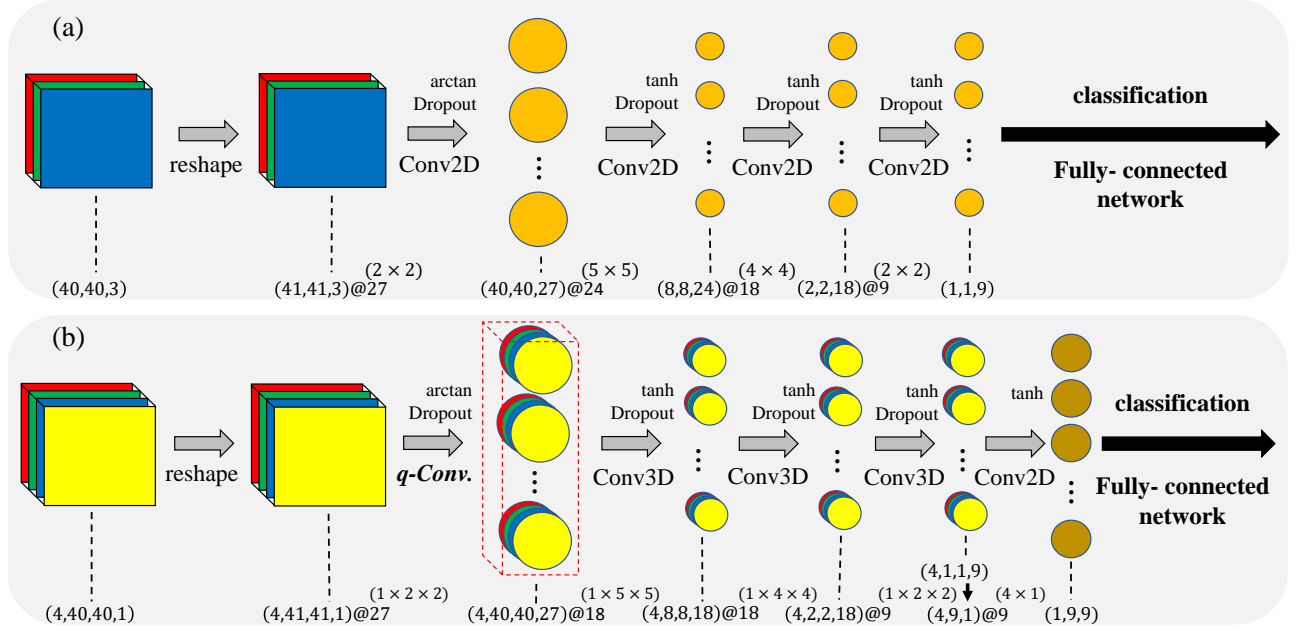 (a)
reshape
arctan
Dropout
Conv2D
tanh
Dropout
Conv2D
tanh
Dropout
Conv2D
tanh
Dropout
Conv2D
classification
Fully- connected
network
(2 × 2)
(5 × 5)
(4 × 4)
(2 × 2)
(40,40,3)
(41,41,3)@27
(40,40,27)@24
(8,8,24)@18
(2,2,18)@9
(1,1,9)
(b)
reshape
arctan
Dropout
q-Conv.
tanh
Dropout
Conv3D
tanh
Dropout
Conv3D
tanh
Dropout
Conv3D
tanh
Conv2D
classification
Fully- connected
network
(4,1,1,9)
(1 × 2 × 2)
(1 × 5 × 5)
(1 × 4 × 4)
(1 × 2 × 2)
(4 × 1)
(4,40,40,1)
(4,41,41,1)@27
(4,40,40,27)@18
(4,8,8,18)@18
(4,2,2,18)@9
(4,9,1)@9
(1,9,9)